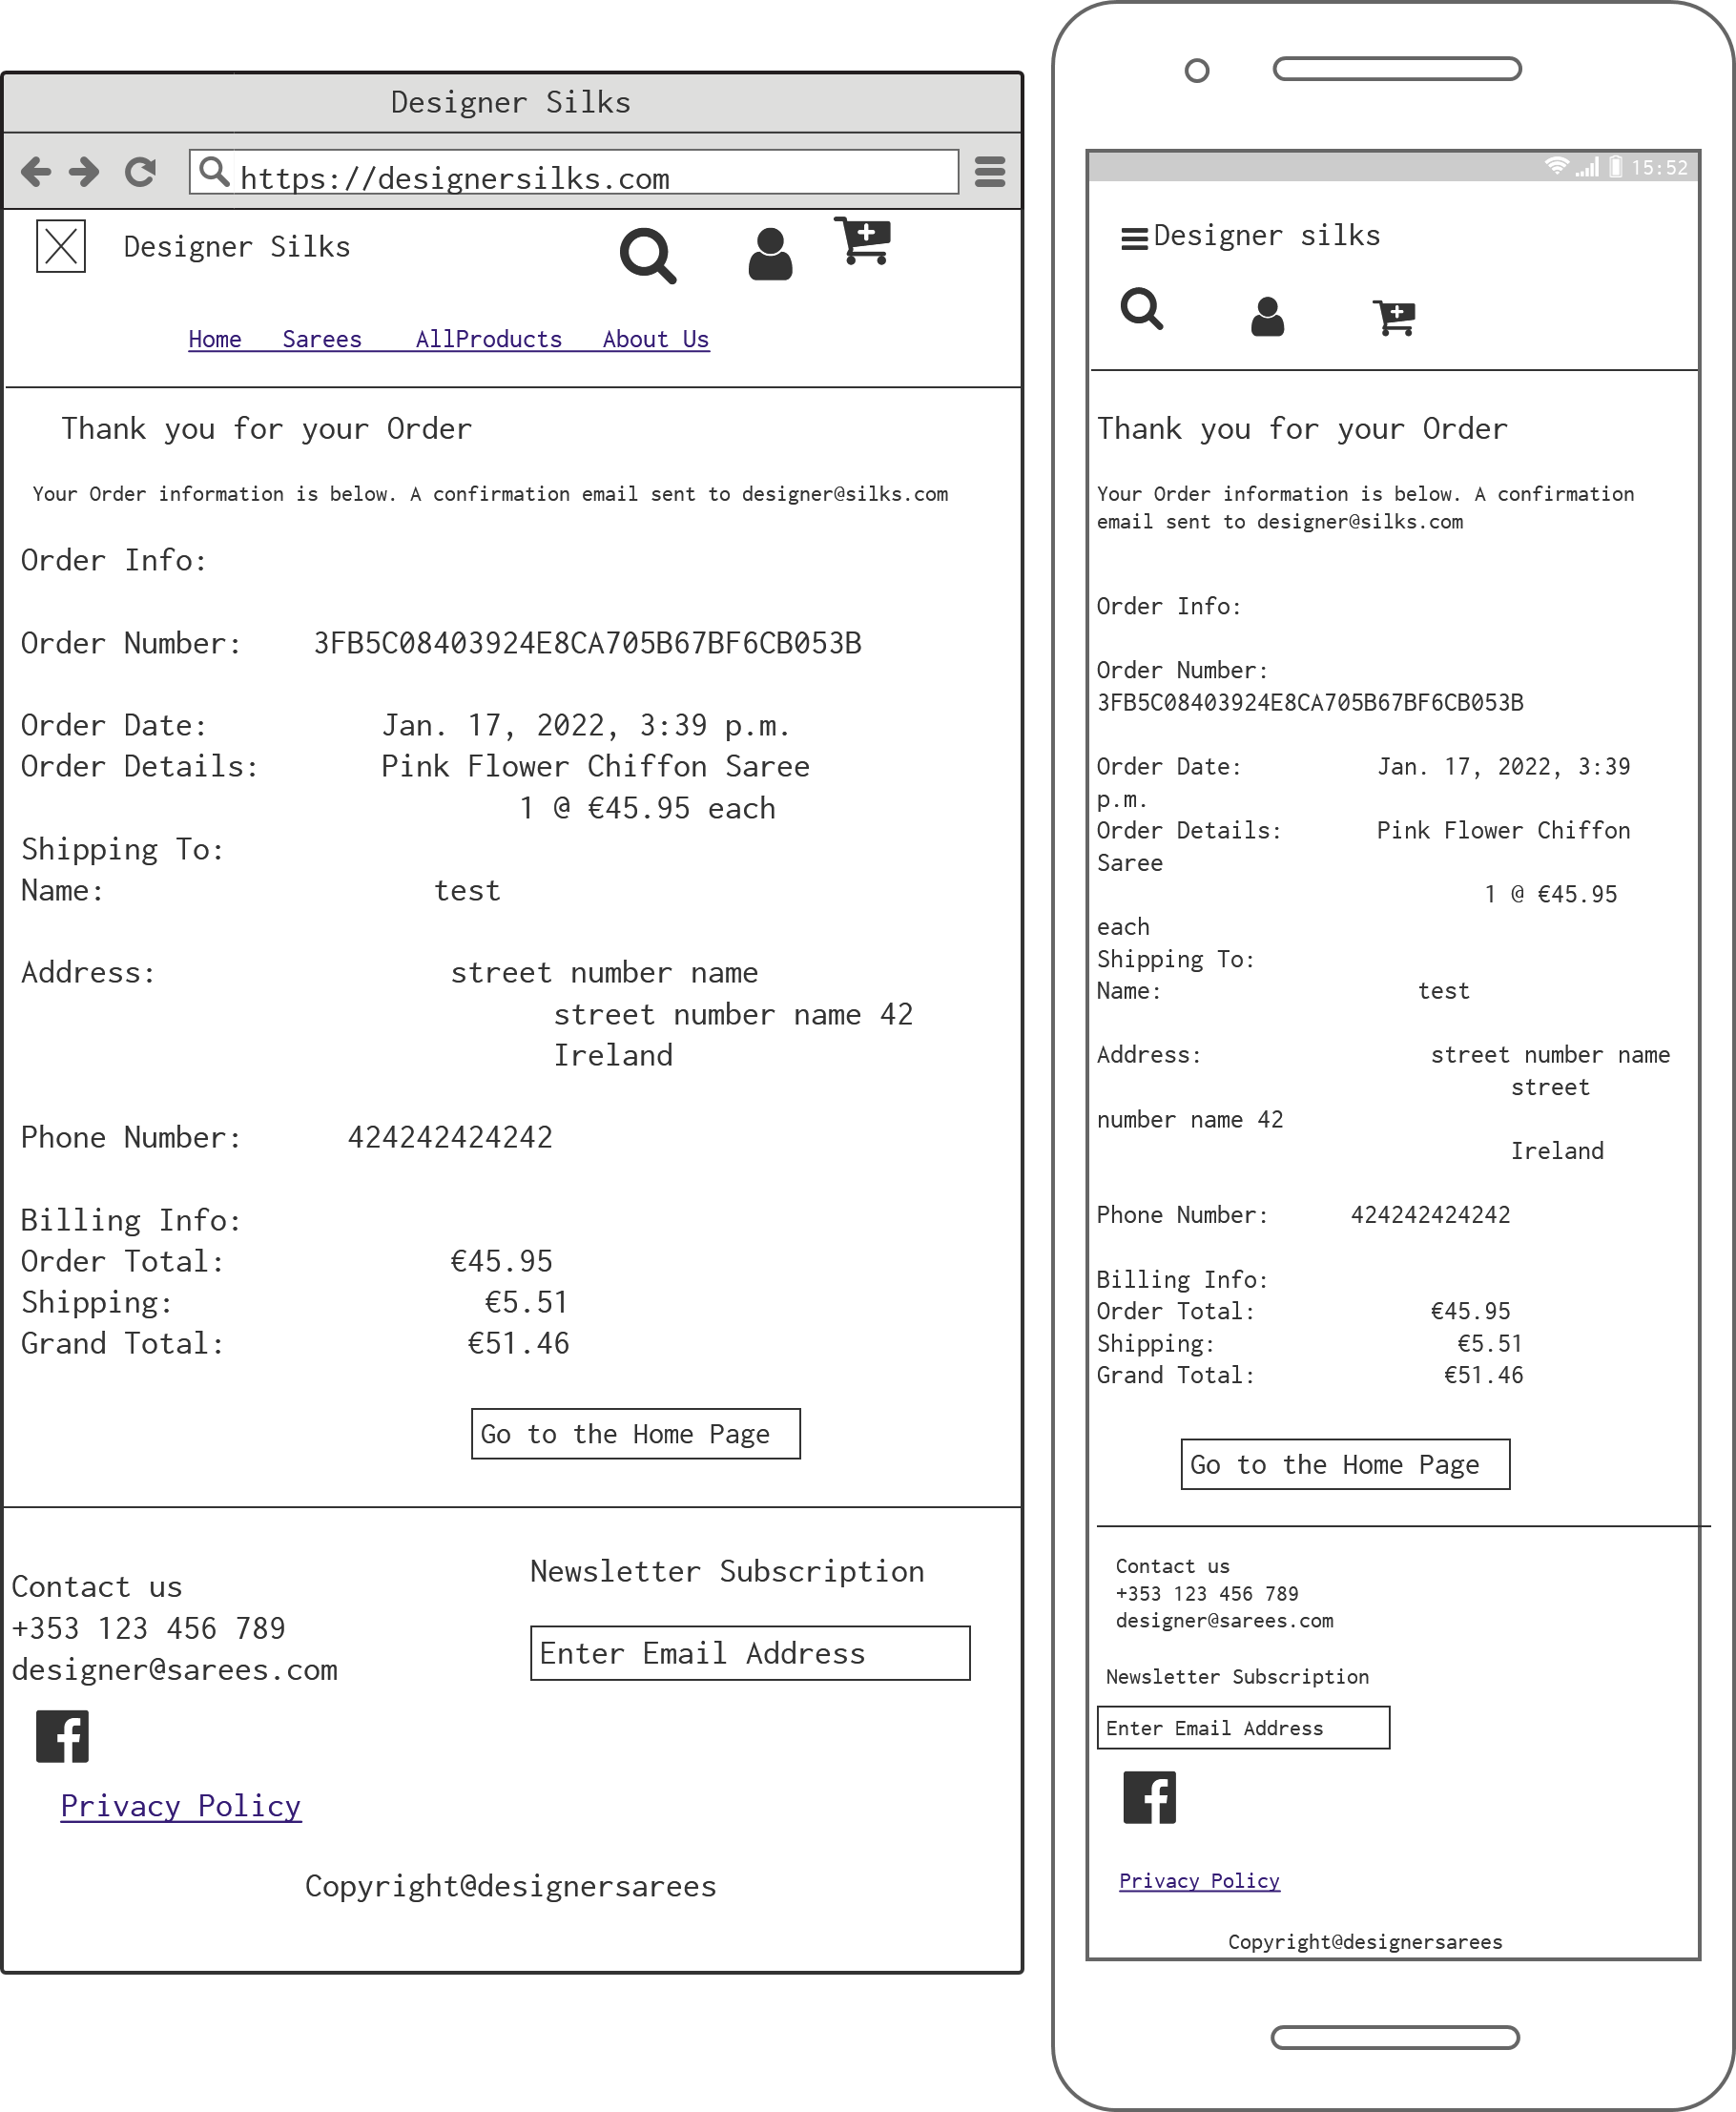 Designer Silks
https://designersilks.com
Designer Silks
Home Sarees AllProducts About Us
Thank you for your Order
Your Order information is below. A confirmation email sent to designer@silks.com
Order Info:
Order Number: 3FB5C08403924E8CA705B67BF6CB053B
Order Date: Jan. 17, 2022, 3:39 p.m.
Order Details: Pink Flower Chiffon Saree
1 @ €45.95 each
Shipping To:
Name: test
Address: street number name
street number name 42
Ireland
Phone Number: 424242424242
Billing Info:
Order Total: €45.95
Shipping: €5.51
Grand Total: €51.46
Go to the Home Page
Contact us
+353 123 456 789
designer@sarees.com
Newsletter Subscription
Enter Email Address
Privacy Policy
Copyright@designersarees
15:52
Designer silks
Thank you for your Order
Your Order information is below. A confirmation
email sent to designer@silks.com
Order Info:
Order Number:
3FB5C08403924E8CA705B67BF6CB053B
Order Date: Jan. 17, 2022, 3:39
p.m.
Order Details: Pink Flower Chiffon
Saree
1 @ €45.95
each
Shipping To:
Name: test
Address: street number name
street
number name 42
Ireland
Phone Number: 424242424242
Billing Info:
Order Total: €45.95
Shipping: €5.51
Grand Total: €51.46
Go to the Home Page
Contact us
+353 123 456 789
designer@sarees.com
Newsletter Subscription
Enter Email Address
Privacy Policy
Copyright@designersarees